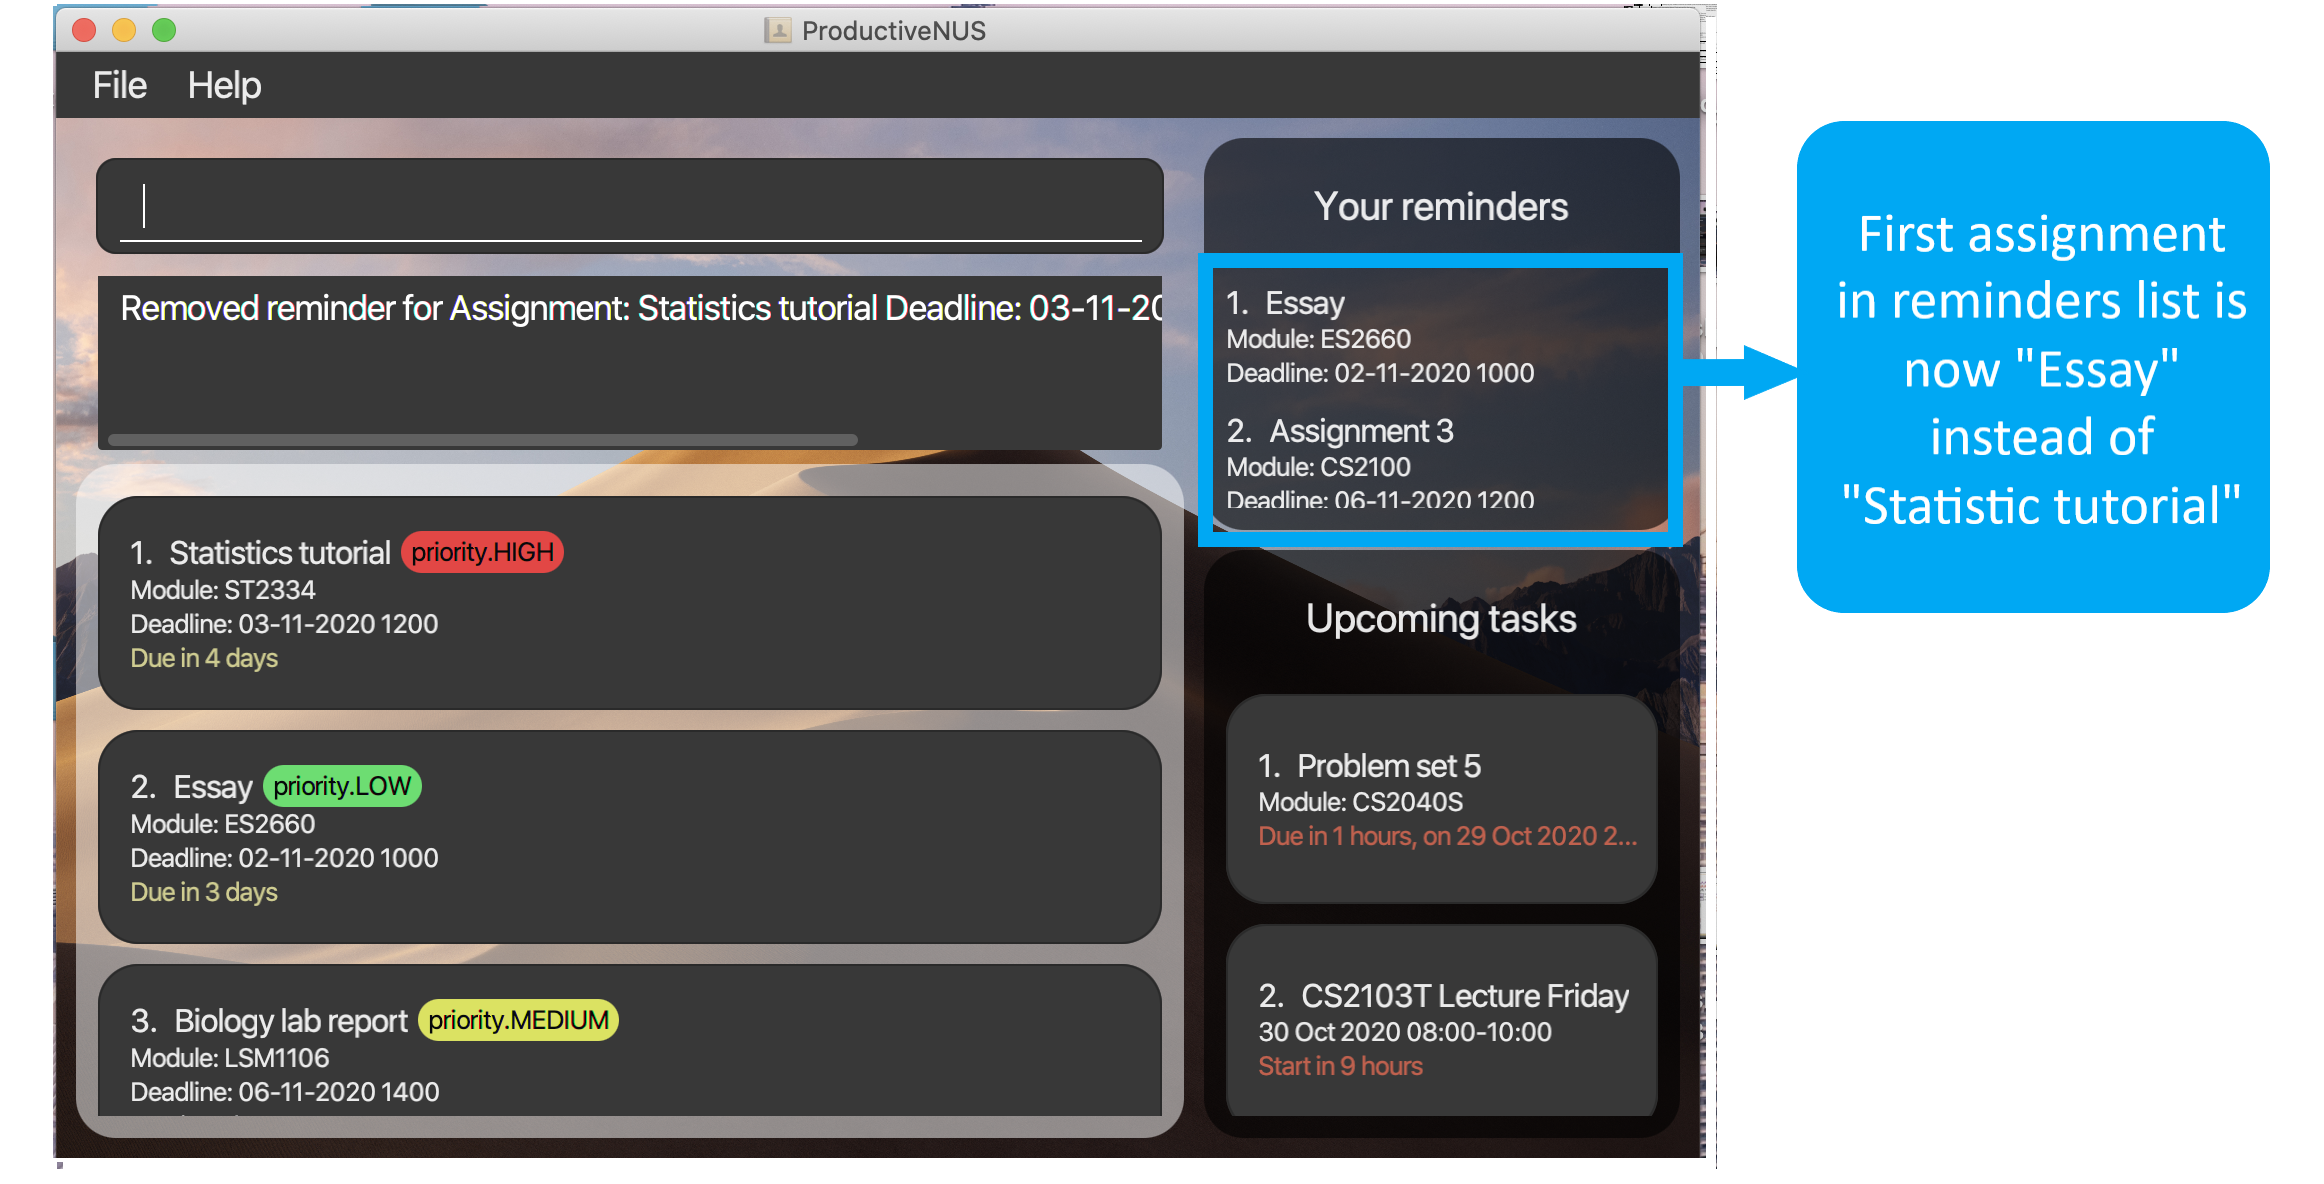 ProductiveNUS
File Help
Removed reminder for Assignment: Statistics tutorial Deadline: 03-11-20
1. Statistics tutorial priority.HIGH
Module: ST2334
Deadline: 03-11-2020 1200
Due in 4 days
2. Essay priority.LOW
Module: ES2660
Deadline: 02-11-2020 1000
Due in 3 days
3. Biology lab report priority.MEDIUM
Module: LSM1106
Deadline: 06-11-2020 1400
Your reminders
1. Essay
Module: ES2660
Deadline: 02-11-2020 1000
2. Assignment 3
Module: CS2100
Deadline: 06-11-2020 1200
Upcoming tasks
1. Problem set 5
Module: CS2040S
Due in 1 hours, on 29 Oct 2020 2...
2. CS2103T Lecture Friday
30 Oct 2020 08:00-10:00
Start in 9 hours
First assignment
in reminders list is
now "Essay"
instead of
"Statistic tutorial"